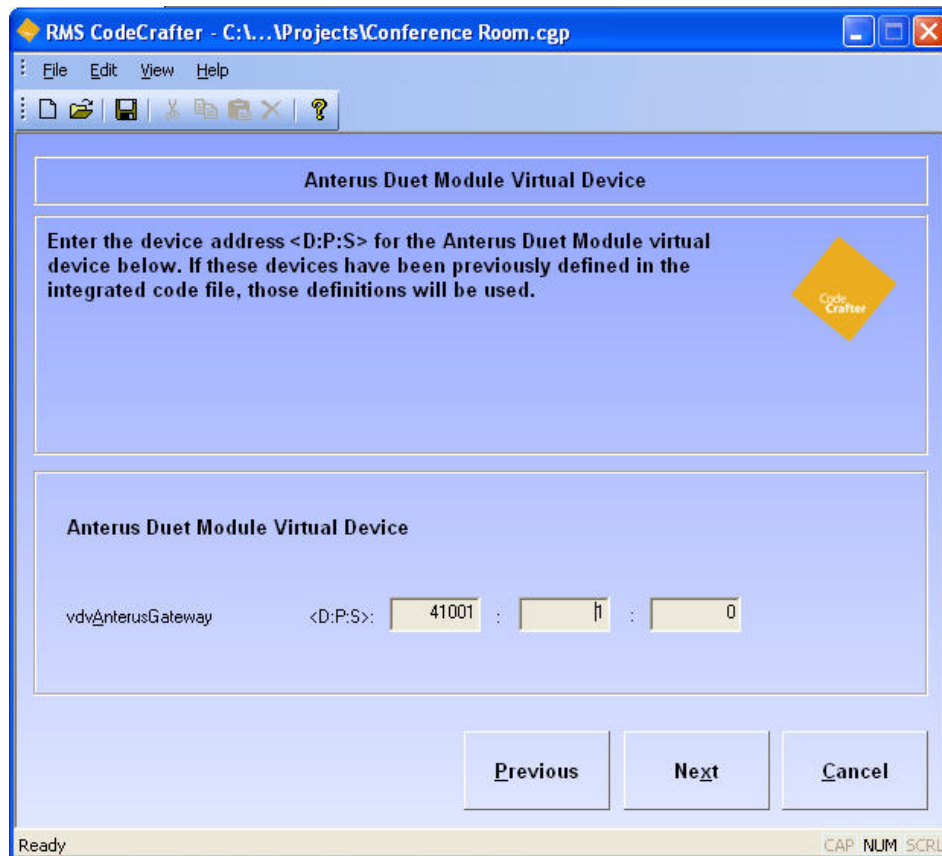 RMS CodeCrafter - C:\...\Projects\Conference Room.cgp
File Edit View Help
Anterus Duet Module Virtual Device
Enter the device address <D:P:S> for the Anterus Duet Module virtual
device below. If these devices have been previously defined in the
integrated code file, those definitions will be used.
Code
Crafter
Anterus Duet Module Virtual Device
vdvAnterusGateway <D:P:S>: 41001 : 1 : 0
Previous Next Cancel
Ready CAP NUM SCRL